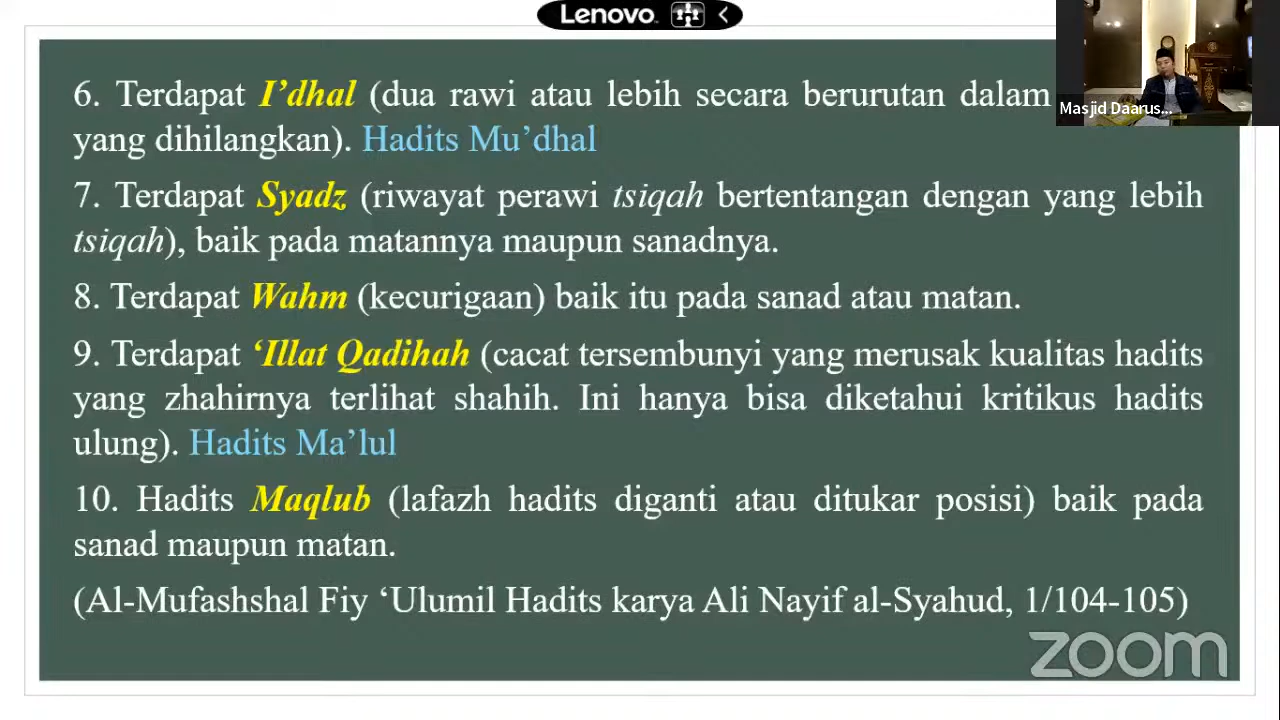 Lenovo
Masjid Daarus...
6. Terdapat I’dhal (dua rawi atau lebih secara berurutan dalam
yang dihilangkan). Hadits Mu’dhal
7. Terdapat Syadz (riwayat perawi tsiqah bertentangan dengan yang lebih
tsiqah), baik pada matannya maupun sanadnya.
8. Terdapat Wahm (kecurigaan) baik itu pada sanad atau matan.
9. Terdapat ‘Illat Qadihah (cacat tersembunyi yang merusak kualitas hadits
yang zhahirnya terlihat shahih. Ini hanya bisa diketahui kritikus hadits
ulung). Hadits Ma’lul
10. Hadits Maqlub (lafazh hadits diganti atau ditukar posisi) baik pada
sanad maupun matan.
(Al-Mufashshal Fiy ‘Ulumil Hadits karya Ali Nayif al-Syahud, 1/104-105)
zoom